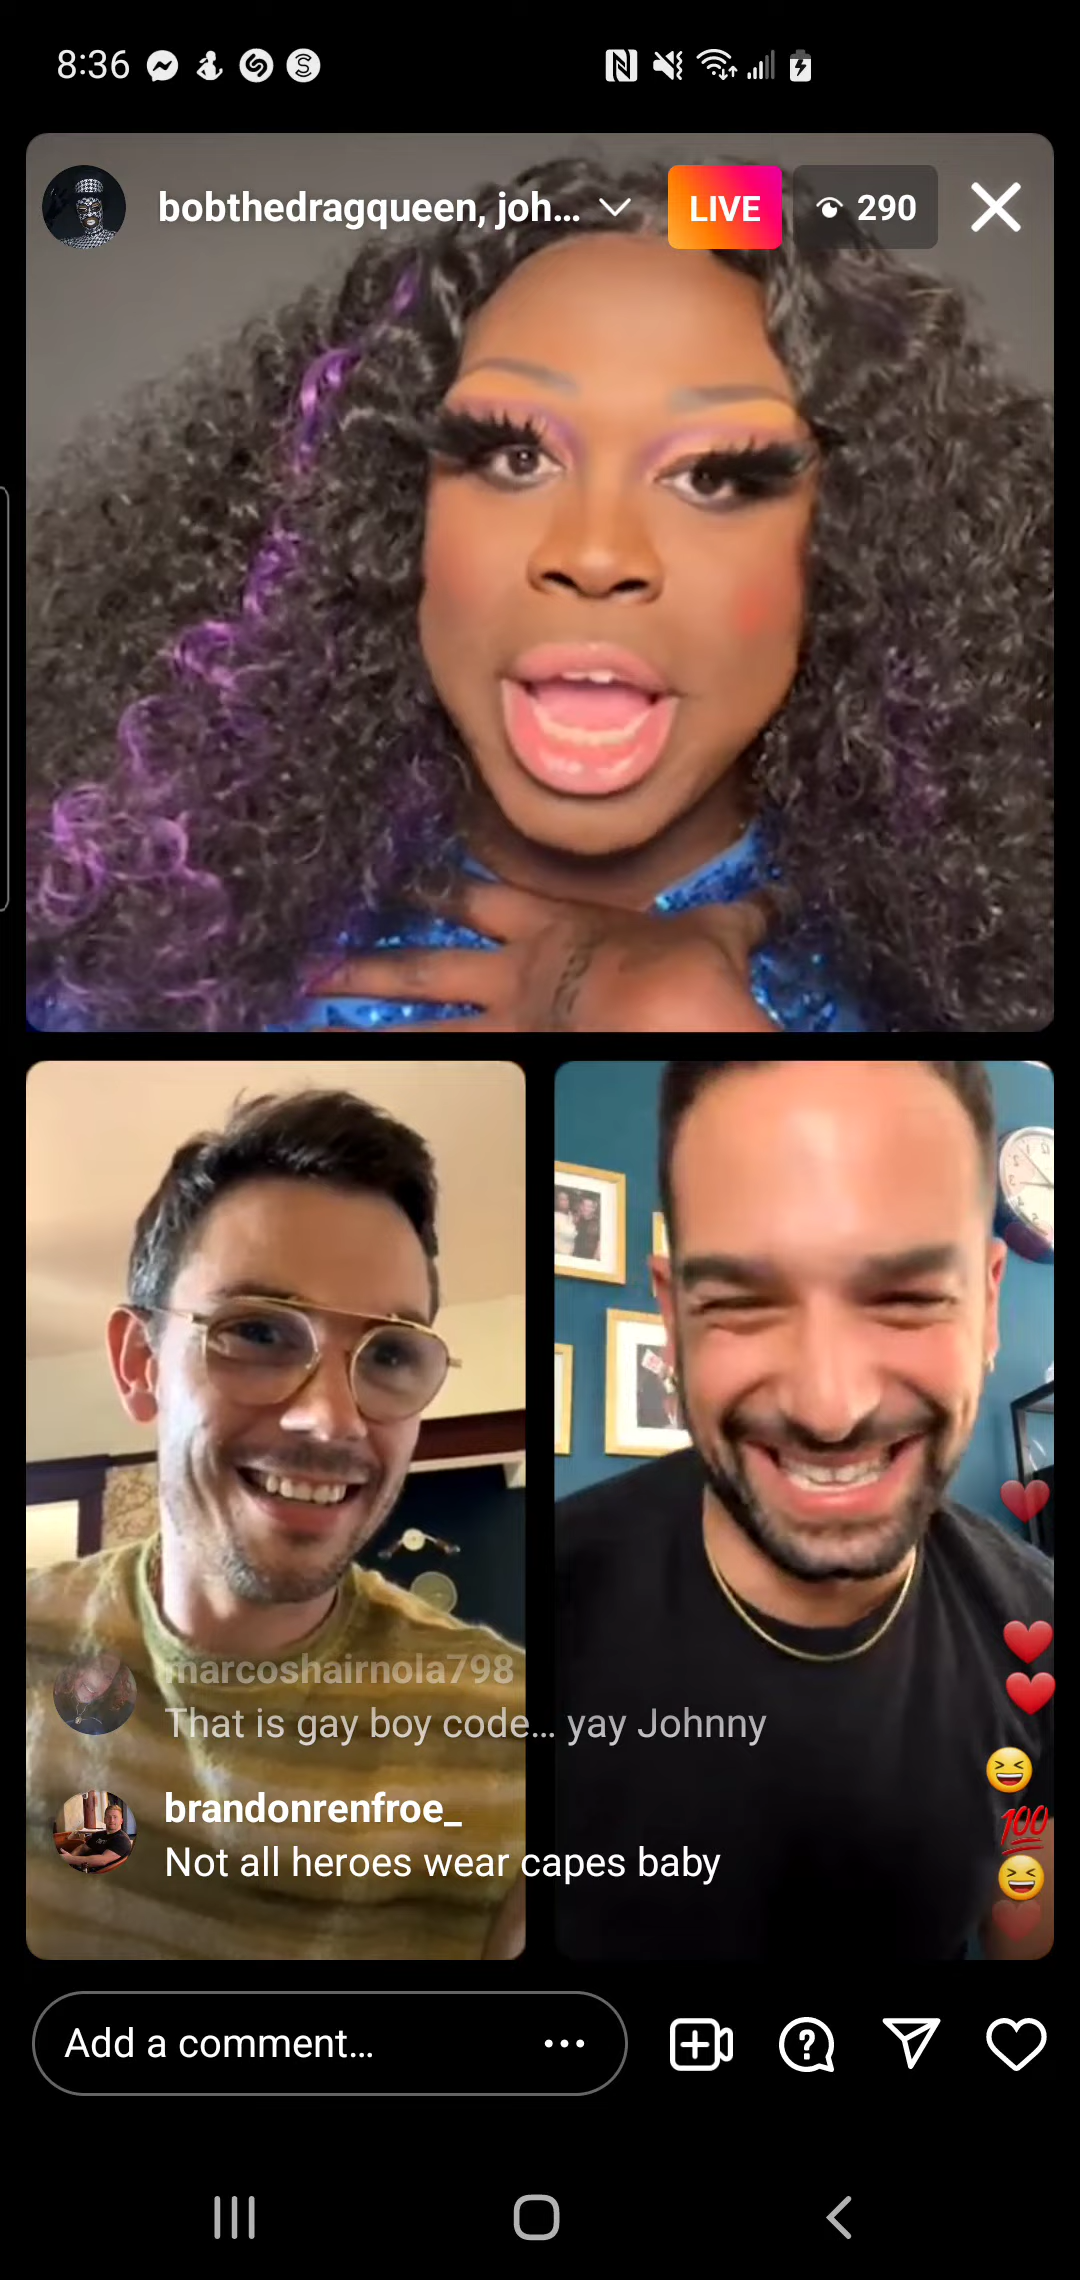 8:36
bobthedragqueen, joh...
LIVE
290
marcoshairnola798
That is gay boy code... yay Johnny
brandonrenfroe_
Not all heroes wear capes baby
Add a comment...